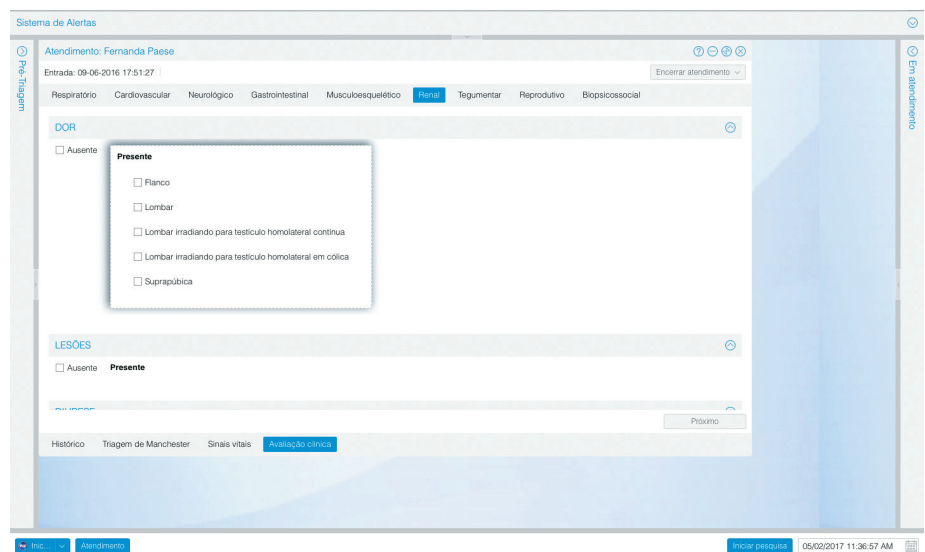 Sistema de Alertas
Pré-Triagem
Atendimento: Fernanda Paese
Entrada: 09-06-2016 17:51:27
Encerrar atendimento
Respiratório Cardiovascular Neurológico Gastrointestinal Musculoesquelético Renal Tegumentar Reprodutivo Biopsicossocial
DOR
Ausente
Presente
Flanco
Lombar
Lombar irradiando para testículo homolateral contínua
Lombar irradiando para testículo homolateral em cólica
Suprapúbica
LESÕES
Ausente Presente
Próximo
Histórico Triagem de Manchester Sinais vitais Avaliação clínica
Em atendimento
Inic... Atendimento Iniciar pesquisa 05/02/2017 11:36:57 AM